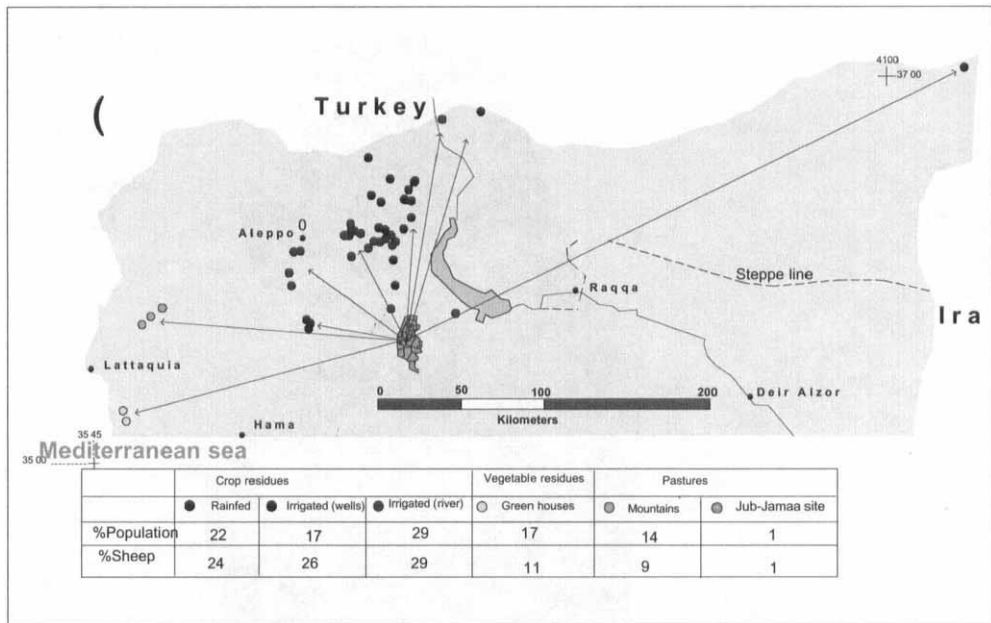 4100
37 00
(
Turkey
Aleppo
0
Steppe line
Raqqa
Ira
Lattaquia
0 50 100 200
Kilometers
Deir Alzor
Hama
35 45
Mediterranean sea
35 00
Crop residues Vegetable residues Pastures
Rainfed Irrigated (wells) Irrigated (river) Green houses Mountains Jub-Jamaa site
%Population 22 17 29 17 14 1
%Sheep 24 26 29 11 9 1